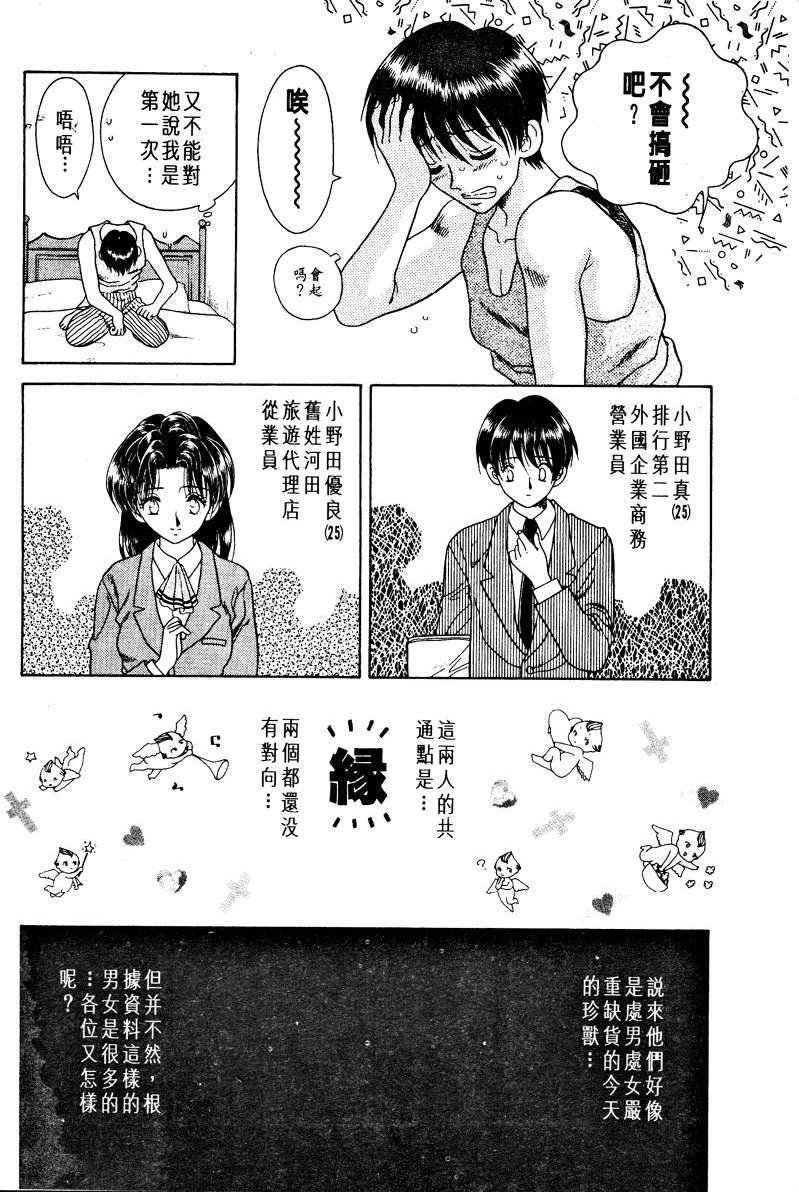 不會搞砸
吧?
唉
會起
嗎?
又不能對
她說我是
第一次…
唔唔…
小野田真(25)
排行第二
外國企業商務
營業員
小野田優良(25)
舊姓河田
旅遊代理店
從業員
這兩人的共
通點是…
緣
兩個都還没
有對向…
說來他們好像
是處男處女嚴
重缺貨的今天
的珍獸…
但并不然，根
據資料這樣的
男女是很多的
…各位又怎樣
呢?